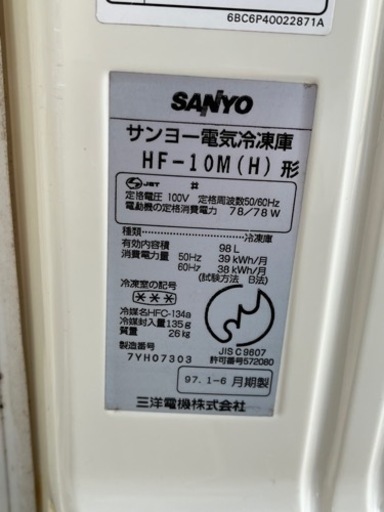 6BC6P40022871A
SANYO
サンヨー電気冷凍庫
HF-10M(H) 形
JET
定格電圧 100V 定格周波数50/60Hz
電動機の定格消費電力 78/78W
種類……………………冷凍庫
有効内容積 98L
消費電力量 50Hz 39kWh/月
60Hz 38kWh/月
(試験方法 B法)
冷凍室の記号
***
冷媒名HFC-134a
冷媒封入量135g
質量 26kg
製造番号
7YH07303
JIS C 9607
許可番号572080
97. 1-6 月期製
三洋電機株式会社